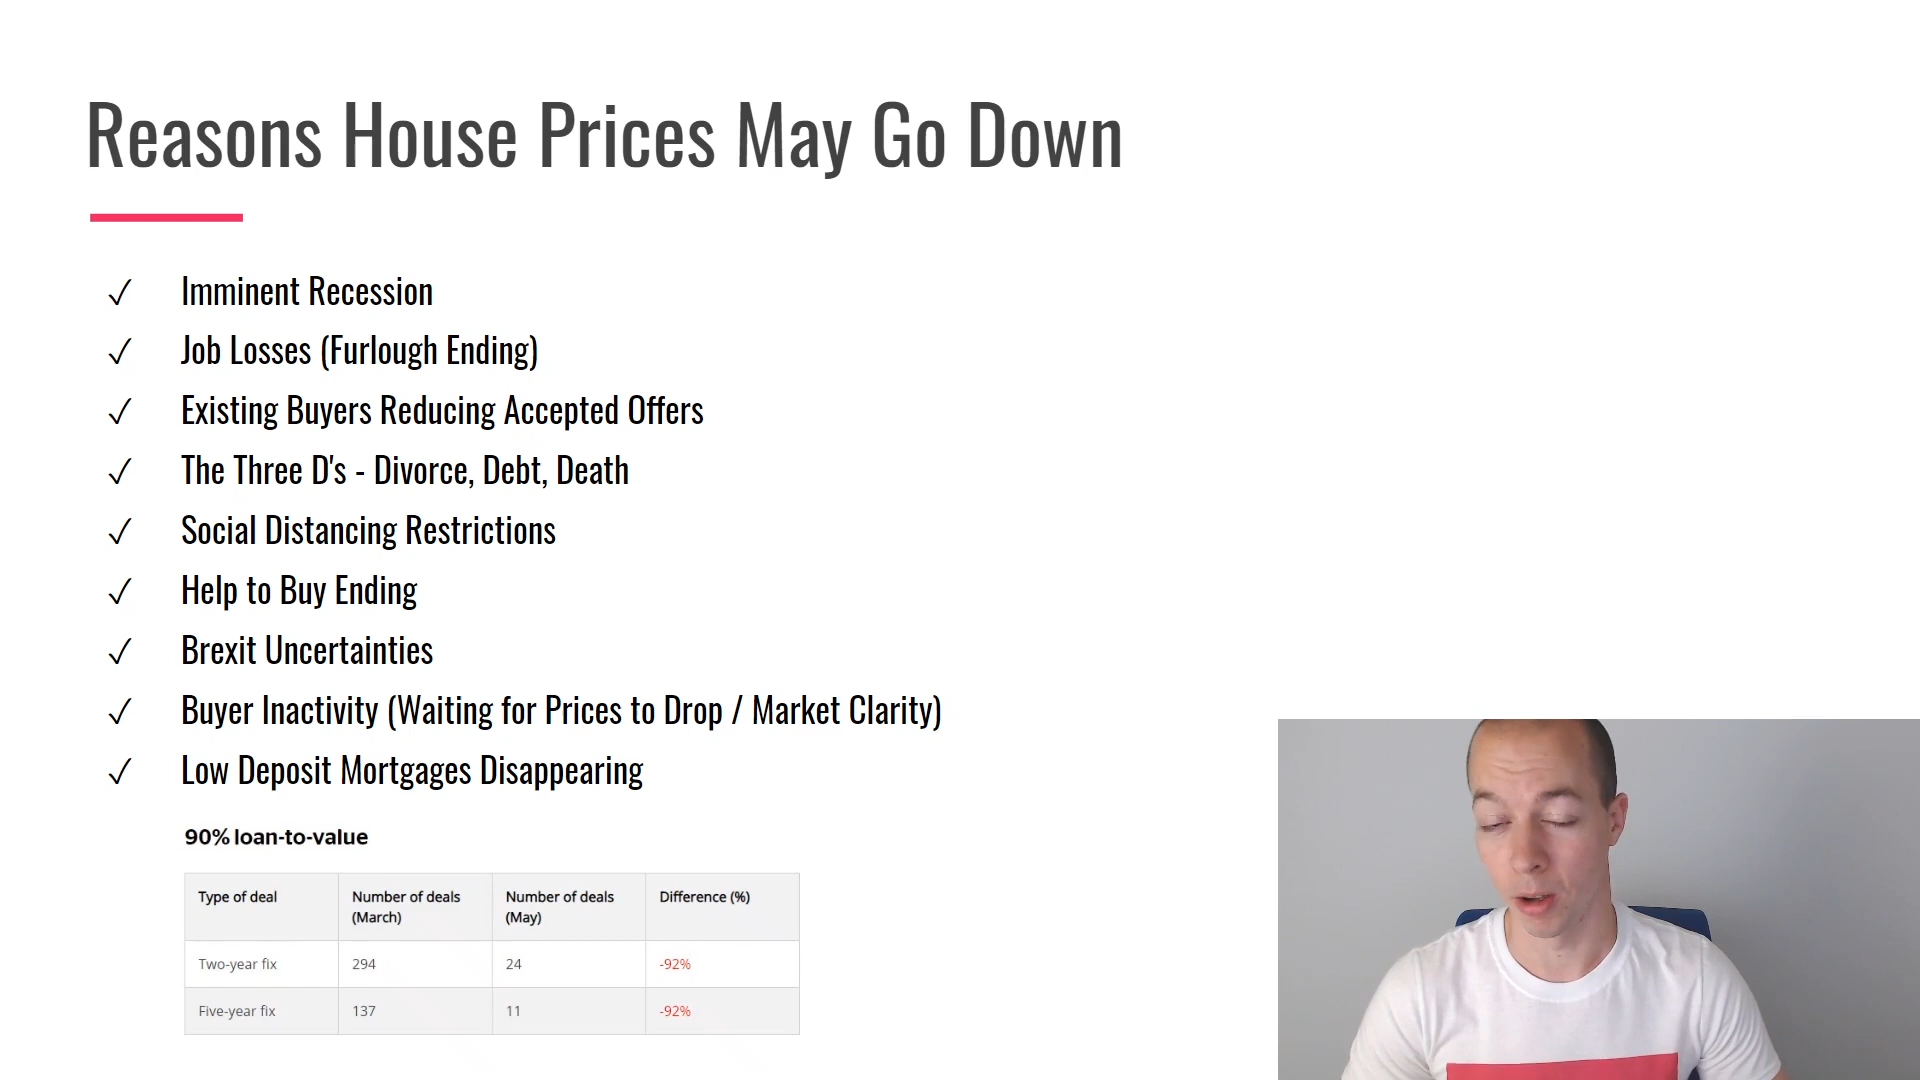 Reasons House Prices May Go Down
✓ Imminent Recession
✓ Job Losses (Furlough Ending)
✓ Existing Buyers Reducing Accepted Offers
✓ The Three D's - Divorce, Debt, Death
✓ Social Distancing Restrictions
✓ Help to Buy Ending
✓ Brexit Uncertainties
✓ Buyer Inactivity (Waiting for Prices to Drop / Market Clarity)
✓ Low Deposit Mortgages Disappearing
90% loan-to-value
Type of deal Number of deals (March) Number of deals (May) Difference (%)
Two-year fix 294 24 -92%
Five-year fix 137 11 -92%